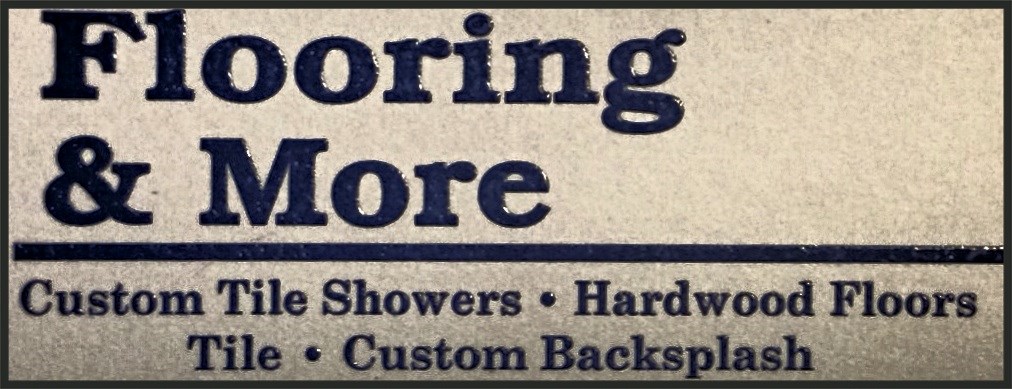 Flooring
& More
Custom Tile Showers • Hardwood Floors
Tile • Custom Backsplash